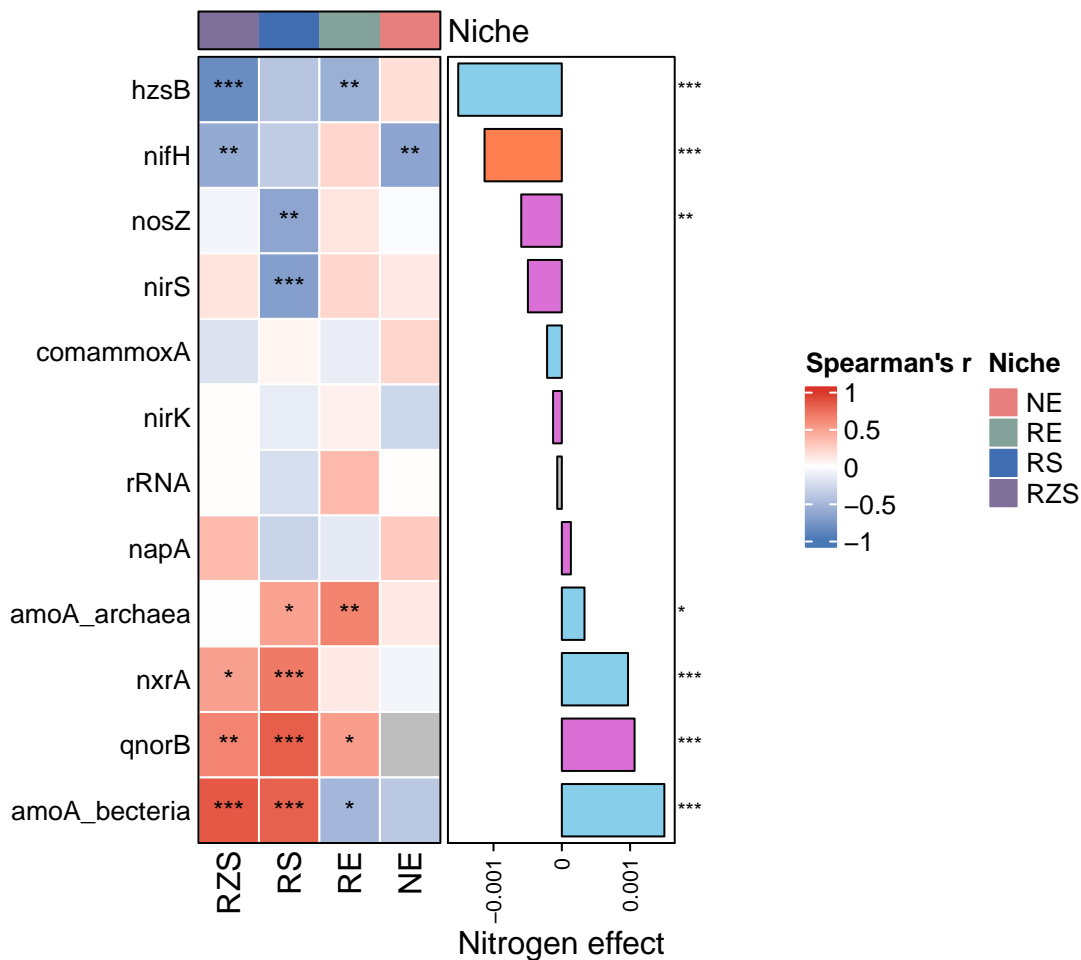 Niche
hzsB *** ** ***
nifH ** ** ***
nosZ ** **
nirS ***
comammoxA
nirK
rRNA
napA
amoA_archaea * ** *
nxrA * *** ***
qnorB ** *** * ***
amoA_becteria *** *** * ***
RZS RS RE NE
−0.001 0 0.001
Nitrogen effect
Spearman's r
1
0.5
0
−0.5
−1
Niche
NE
RE
RS
RZS